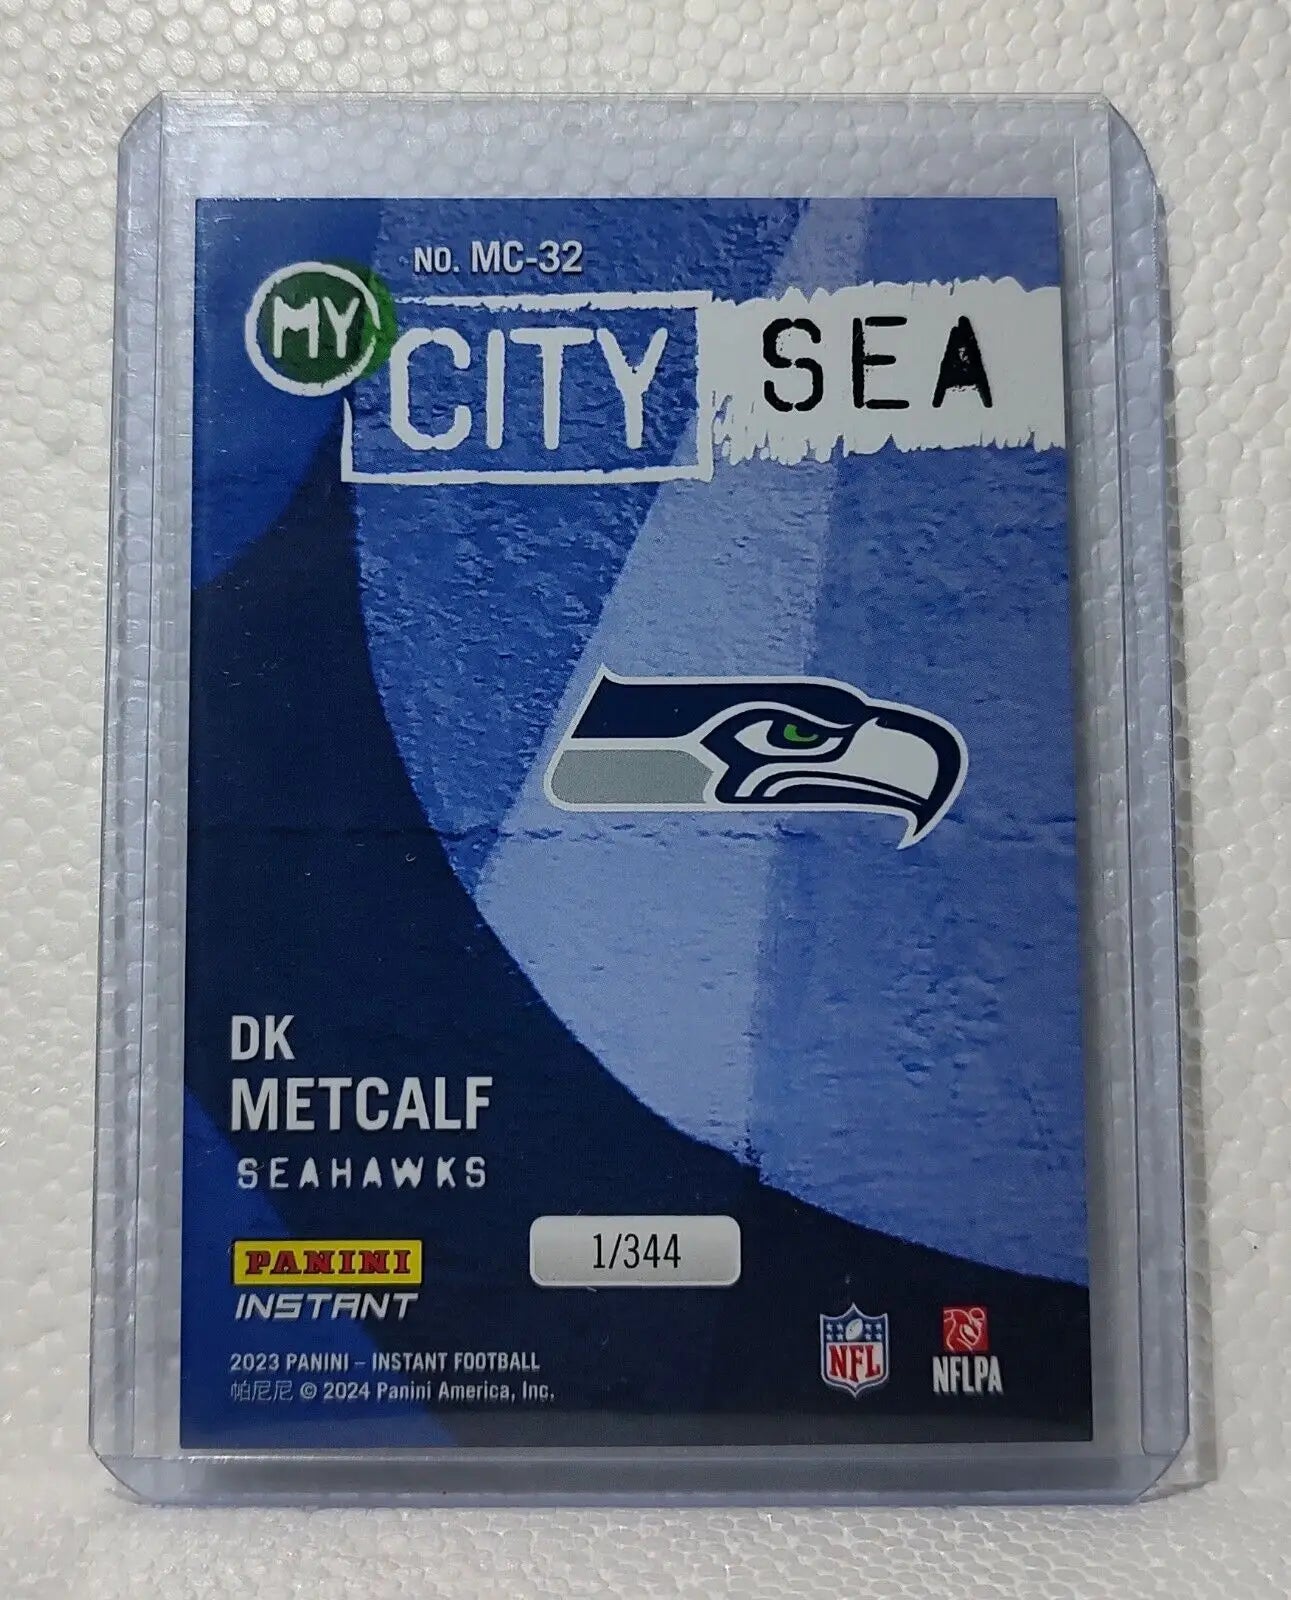 NO. MC-32
MY CITY SEA
DK
METCALF
SEAHAWKS
1/344
PANINI
INSTANT
2023 PANINI – INSTANT FOOTBALL
帕尼尼 © 2024 Panini America, Inc.
NFL
NFLPA